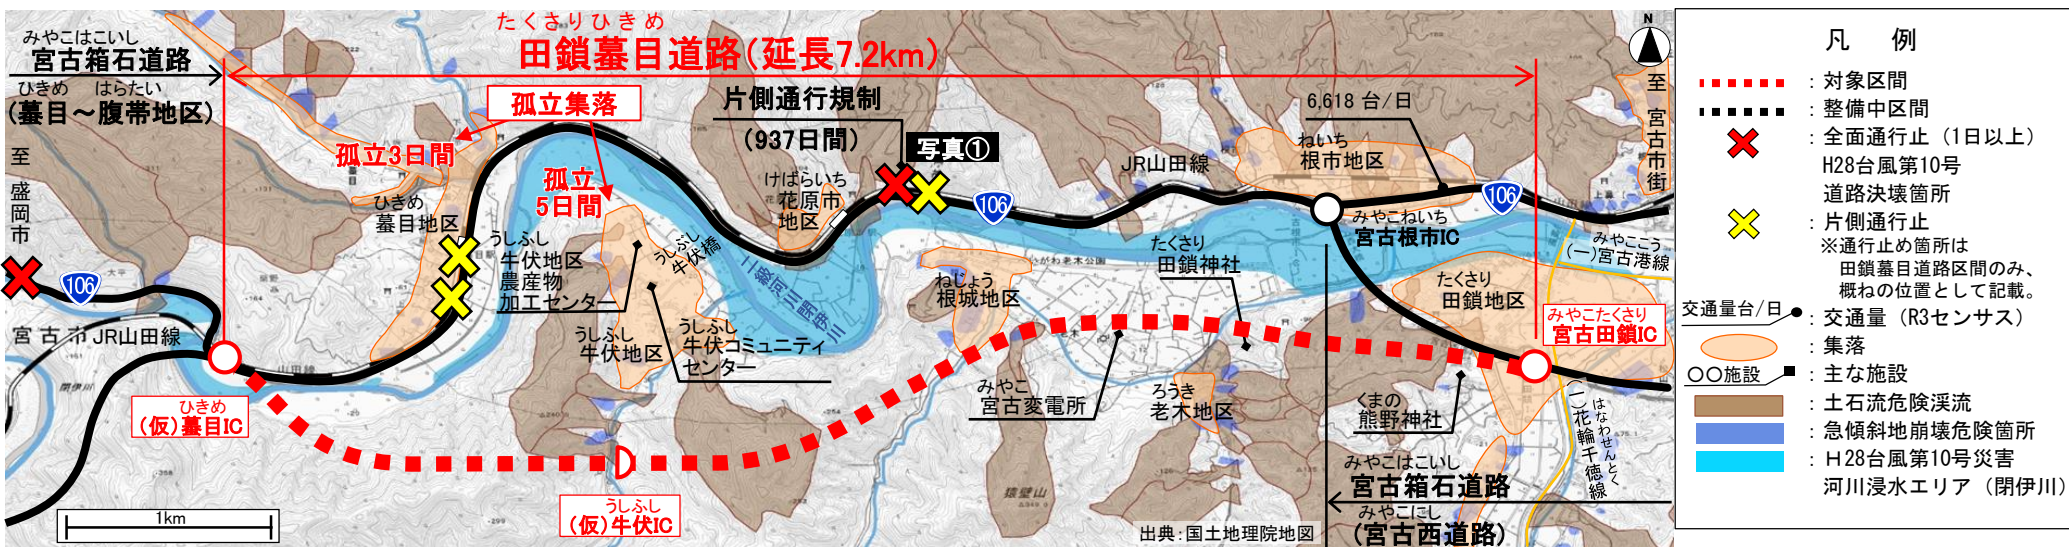 たくさりひきめ
田鎖蟇目道路(延長7.2km)
みやこはこいし
宮古箱石道路
ひきめ はらたい
(蟇目～腹帯地区)
至 盛岡市
孤立集落
孤立3日間
孤立
5日間
片側通行規制
(937日間)
写真①
6,618 台/日
N
至 宮古市街
ひきめ
蟇目地区
けばらいち
花原市
地区
JR山田線
ねいち
根市地区
106
106
106
みやこねいち
宮古根市IC
みやここう
(一)宮古港線
うしふし
牛伏地区
農産物
加工センター
うしぶし
牛伏橋
二級河川閉伊川
たくさり
田鎖神社
たくさり
田鎖地区
みやこたくさり
宮古田鎖IC
ねじょう
根城地区
宮古市
JR山田線
山田線
閉伊川
うしふし
牛伏地区
うしぶし
牛伏コミュニティ
センター
みやこ
宮古変電所
ろうき
老木地区
くまの
熊野神社
はなわせんとく
(一)花輪千徳線
ひきめ
(仮)蟇目IC
うしふし
(仮)牛伏IC
猿壁山
みやこはこいし
宮古箱石道路
みやこにし
(宮古西道路)
1km
出典:国土地理院地図
凡 例
：対象区間
：整備中区間
：全面通行止（1日以上）
H28台風第10号
道路決壊箇所
：片側通行止
※通行止め箇所は
田鎖蟇目道路区間のみ、
概ねの位置として記載。
交通量台/日：交通量（R3センサス）
：集落
○○施設：主な施設
：土石流危険渓流
：急傾斜地崩壊危険箇所
：H28台風第10号災害
河川浸水エリア（閉伊川）